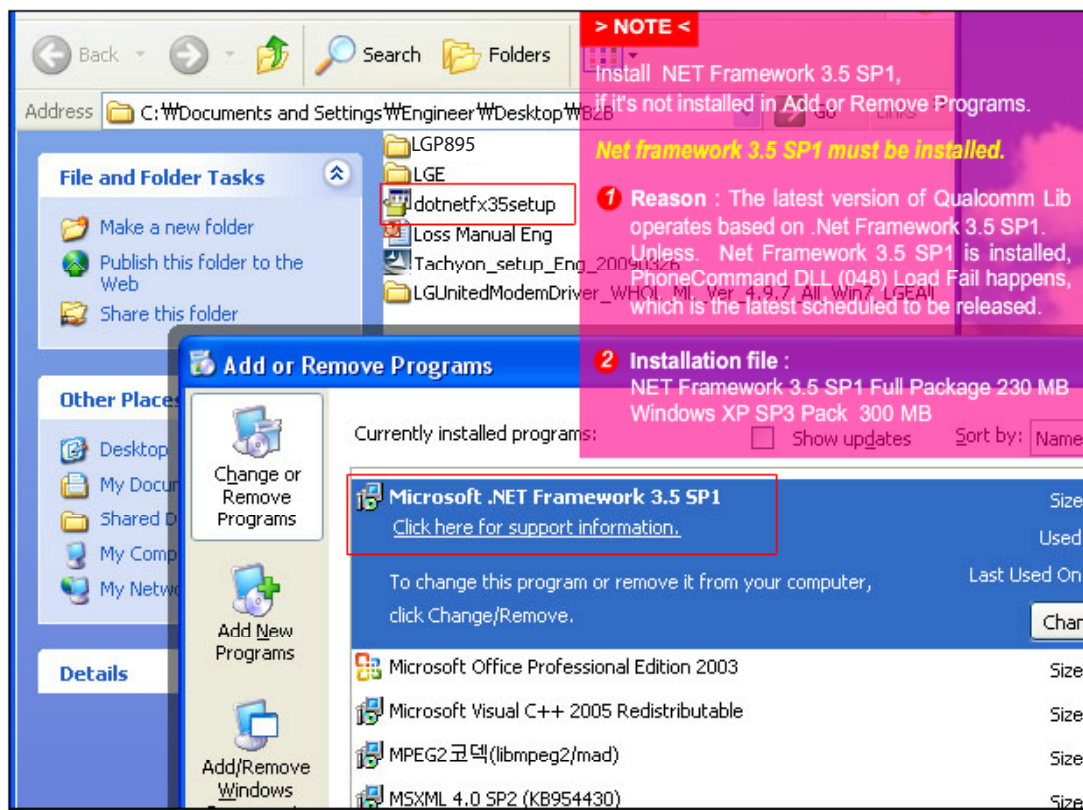 > NOTE <
Install NET Framework 3.5 SP1,
if it's not installed in Add or Remove Programs.
Net framework 3.5 SP1 must be installed.
1 Reason : The latest version of Qualcomm Lib
operates based on .Net Framework 3.5 SP1.
Unless. Net Framework 3.5 SP1 is installed,
PhoneCommand DLL (048) Load Fail happens,
which is the latest scheduled to be released.
2 Installation file :
NET Framework 3.5 SP1 Full Package 230 MB
Windows XP SP3 Pack 300 MB
Back
Search
Folders
Address
C:₩Documents and Settings₩Engineer₩Desktop₩B2B
Go
Links
File and Folder Tasks
Make a new folder
Publish this folder to the
Web
Share this folder
Other Places
Desktop
My Docum
Shared D
My Comp
My Netwo
Details
LGP895
LGE
dotnetfx35setup
Loss Manual Eng
Tachyon_setup_Eng_20090326
LGUnitedModemDriver_WHQL_ML_Ver_4.9.7_All_Win7_LGEAll
Add or Remove Programs
Change or
Remove
Programs
Add New
Programs
Add/Remove
Windows
Currently installed programs:
Show updates
Sort by:
Name
Microsoft .NET Framework 3.5 SP1
Size
Click here for support information.
Used
Last Used On
To change this program or remove it from your computer,
click Change/Remove.
Chan
Microsoft Office Professional Edition 2003
Size
Microsoft Visual C++ 2005 Redistributable
Size
MPEG2코덱(libmpeg2/mad)
Size
MSXML 4.0 SP2 (KB954430)
Size